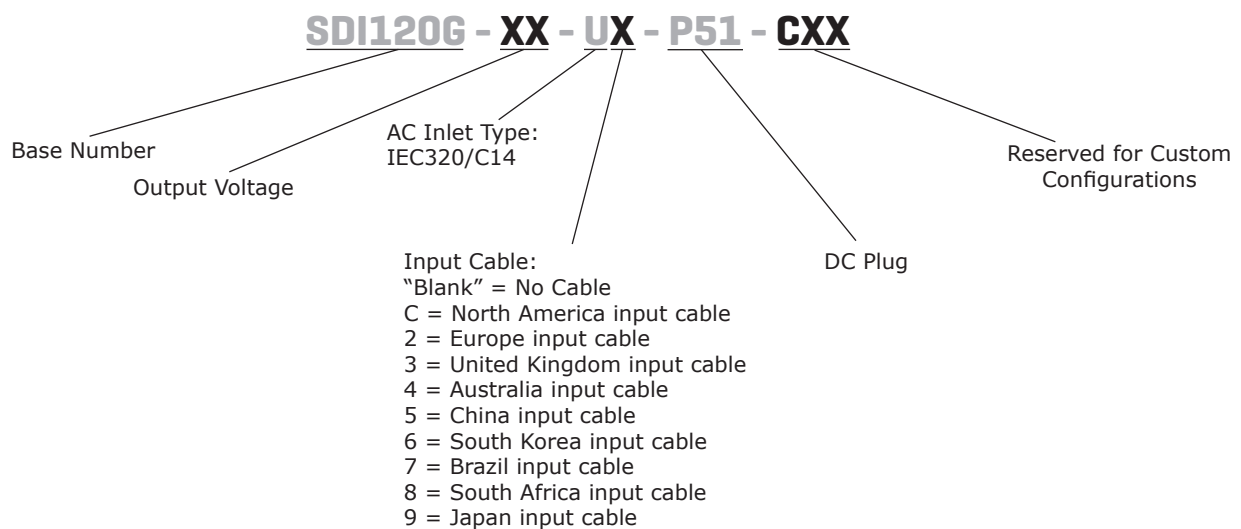 SDI120G - XX - UX - P51 - CXX
Base Number
Output Voltage
AC Inlet Type:
IEC320/C14
Input Cable:
“Blank” = No Cable
C = North America input cable
2 = Europe input cable
3 = United Kingdom input cable
4 = Australia input cable
5 = China input cable
6 = South Korea input cable
7 = Brazil input cable
8 = South Africa input cable
9 = Japan input cable
DC Plug
Reserved for Custom
Configurations